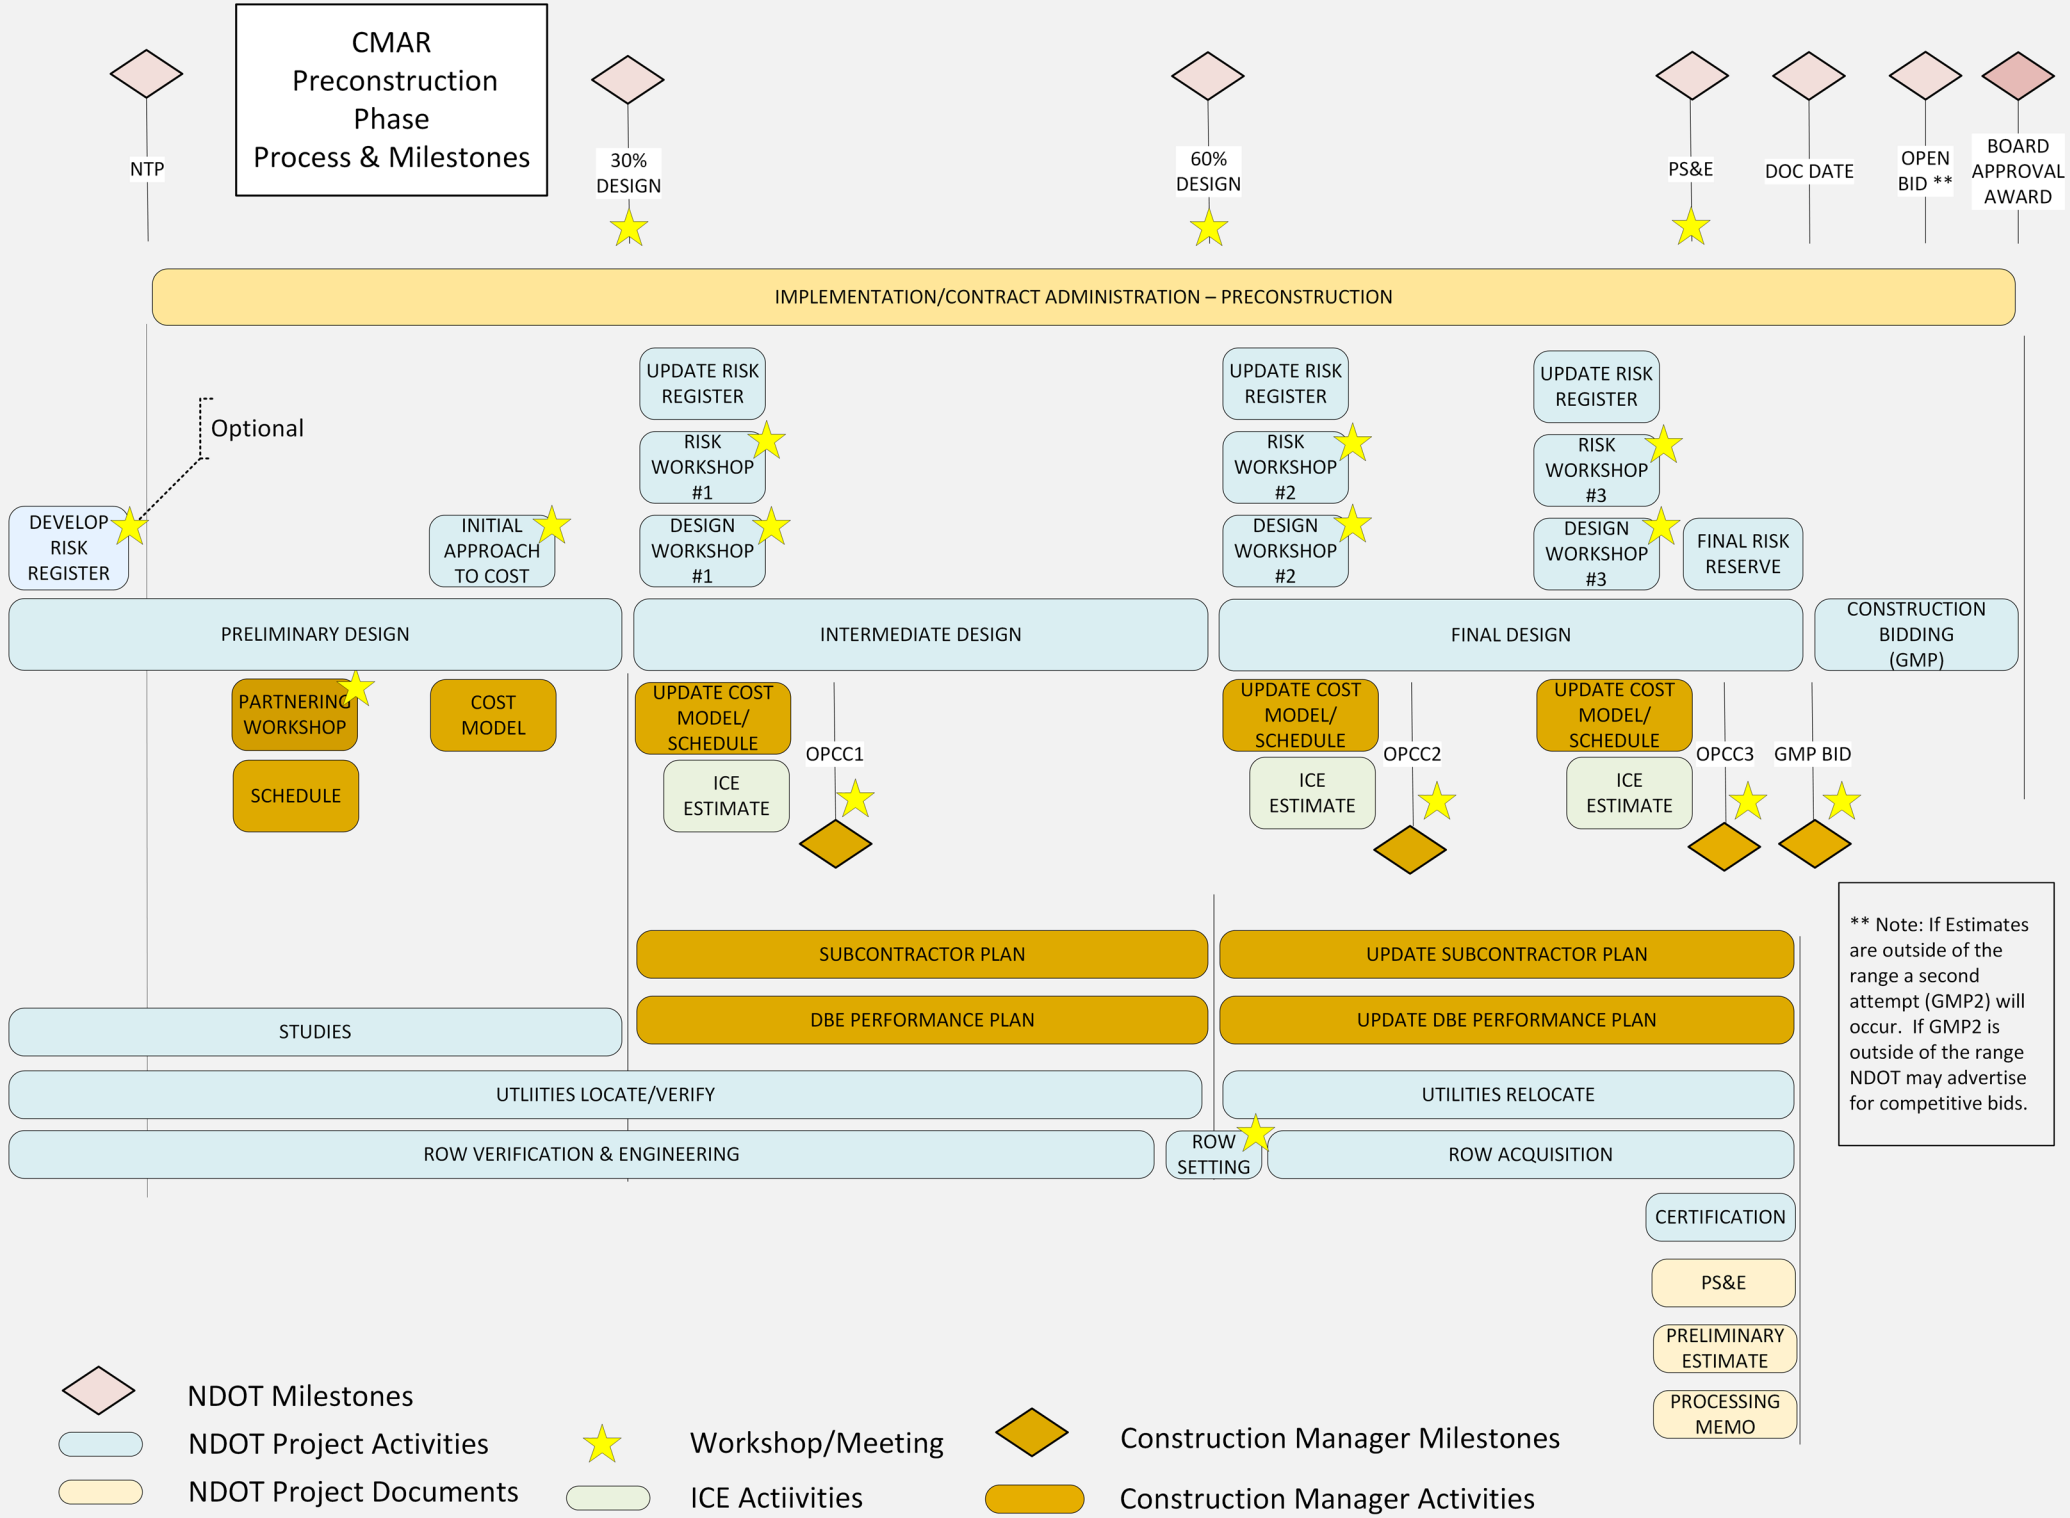 CMAR
Preconstruction
Phase
Process & Milestones
NTP
30%
DESIGN
60%
DESIGN
PS&E
DOC DATE
OPEN
BID **
BOARD
APPROVAL
AWARD
IMPLEMENTATION/CONTRACT ADMINISTRATION – PRECONSTRUCTION
Optional
UPDATE RISK
REGISTER
RISK
WORKSHOP
#1
DESIGN
WORKSHOP
#1
UPDATE RISK
REGISTER
RISK
WORKSHOP
#2
DESIGN
WORKSHOP
#2
UPDATE RISK
REGISTER
RISK
WORKSHOP
#3
DESIGN
WORKSHOP
#3
DEVELOP
RISK
REGISTER
INITIAL
APPROACH
TO COST
FINAL RISK
RESERVE
PRELIMINARY DESIGN
INTERMEDIATE DESIGN
FINAL DESIGN
CONSTRUCTION
BIDDING
(GMP)
PARTNERING
WORKSHOP
COST
MODEL
SCHEDULE
UPDATE COST
MODEL/
SCHEDULE
ICE
ESTIMATE
OPCC1
UPDATE COST
MODEL/
SCHEDULE
ICE
ESTIMATE
OPCC2
UPDATE COST
MODEL/
SCHEDULE
ICE
ESTIMATE
OPCC3
GMP BID
SUBCONTRACTOR PLAN
UPDATE SUBCONTRACTOR PLAN
DBE PERFORMANCE PLAN
UPDATE DBE PERFORMANCE PLAN
STUDIES
UTLIITIES LOCATE/VERIFY
UTILITIES RELOCATE
ROW VERIFICATION & ENGINEERING
ROW
SETTING
ROW ACQUISITION
CERTIFICATION
PS&E
PRELIMINARY
ESTIMATE
PROCESSING
MEMO
** Note: If Estimates
are outside of the
range a second
attempt (GMP2) will
occur. If GMP2 is
outside of the range
NDOT may advertise
for competitive bids.
NDOT Milestones
NDOT Project Activities
NDOT Project Documents
Workshop/Meeting
ICE Actiivities
Construction Manager Milestones
Construction Manager Activities